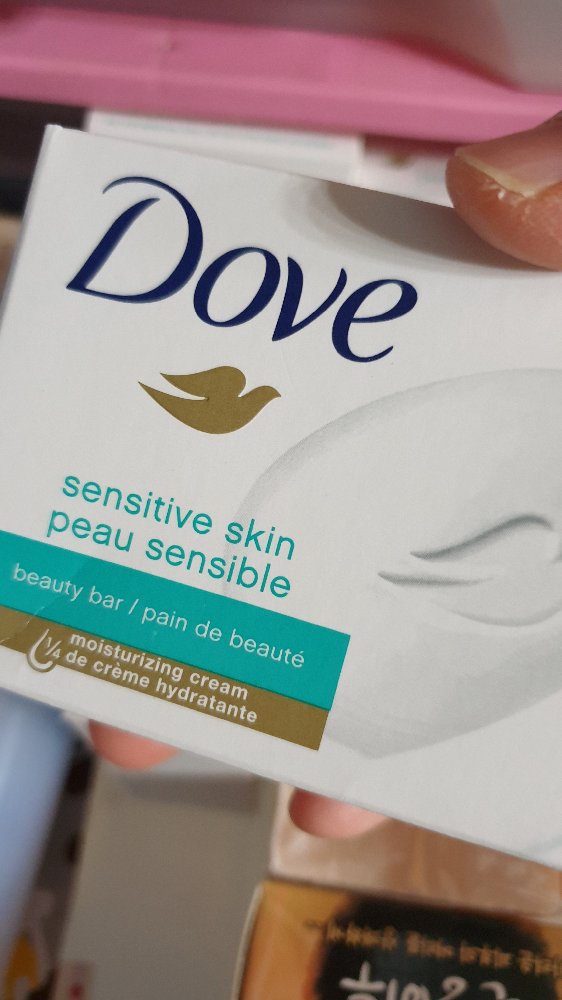 Dove
sensitive skin
peau sensible
beauty bar / pain de beauté
¼ moisturizing cream
de crème hydratante